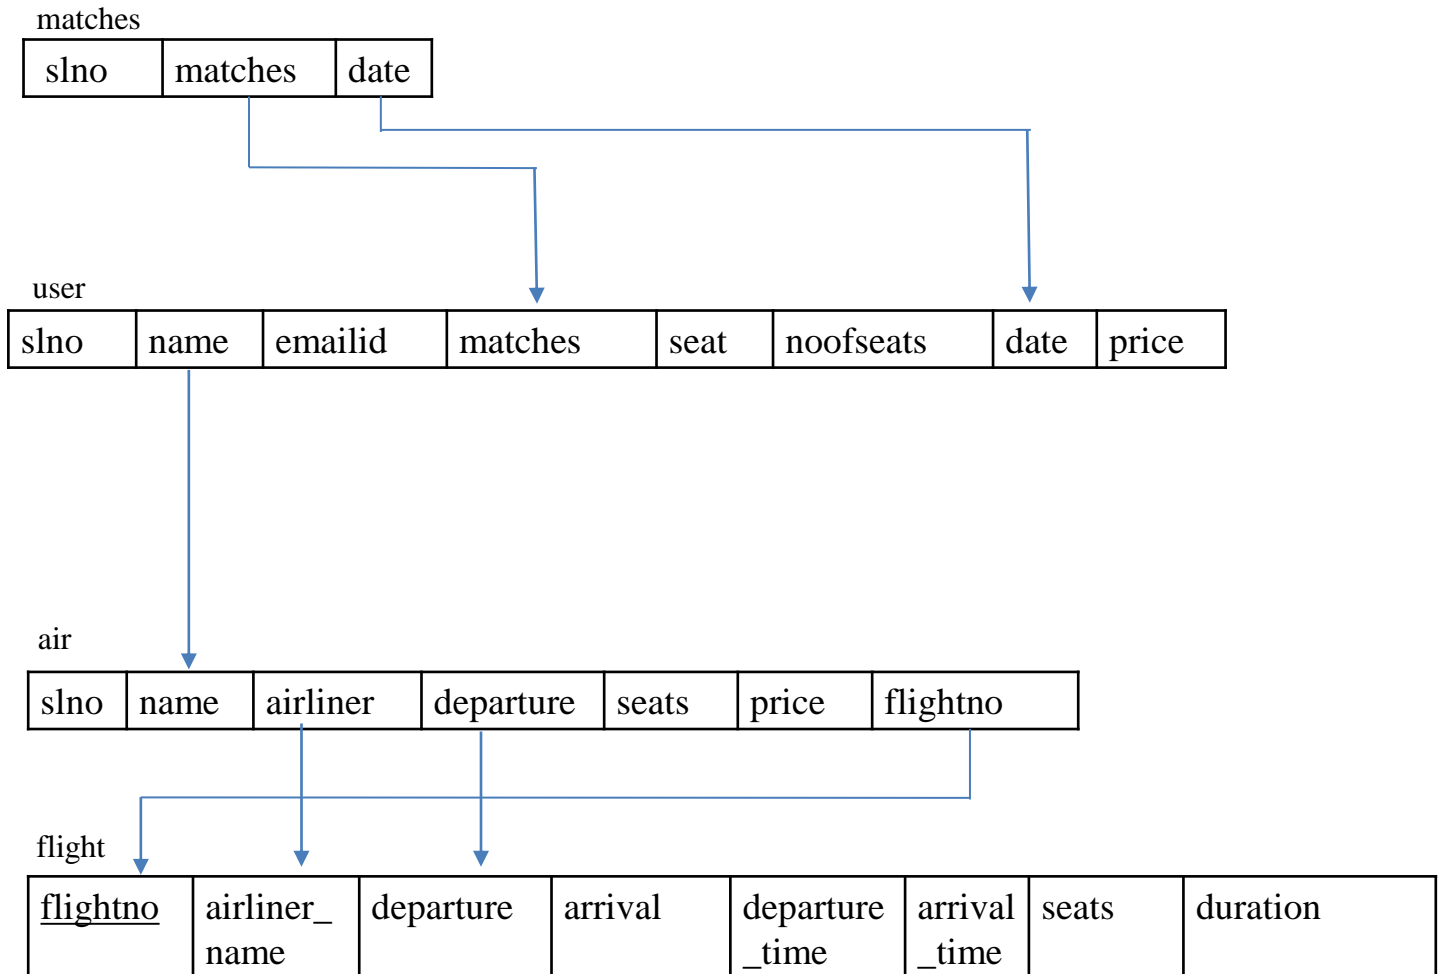 matches
slno matches date
user
slno name emailid matches seat noofseats date price
air
slno name airliner departure seats price flightno
flight
flightno airliner_ departure arrival departure arrival seats duration
name _time _time